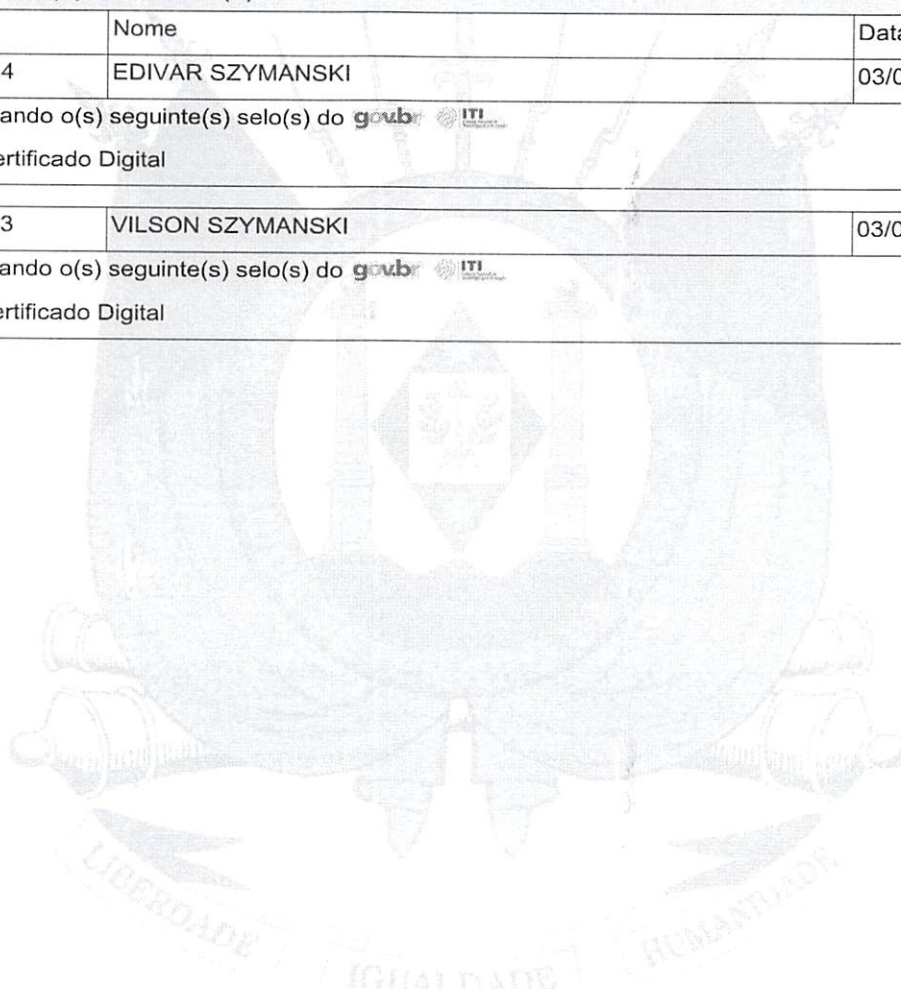 Nome Data
4 EDIVAR SZYMANSKI 03/0
ando o(s) seguinte(s) selo(s) do gov.br ITI
ertificado Digital
3 VILSON SZYMANSKI 03/0
ando o(s) seguinte(s) selo(s) do gov.br ITI
ertificado Digital
LIBERDADE IGUALDADE HUMANIDADE